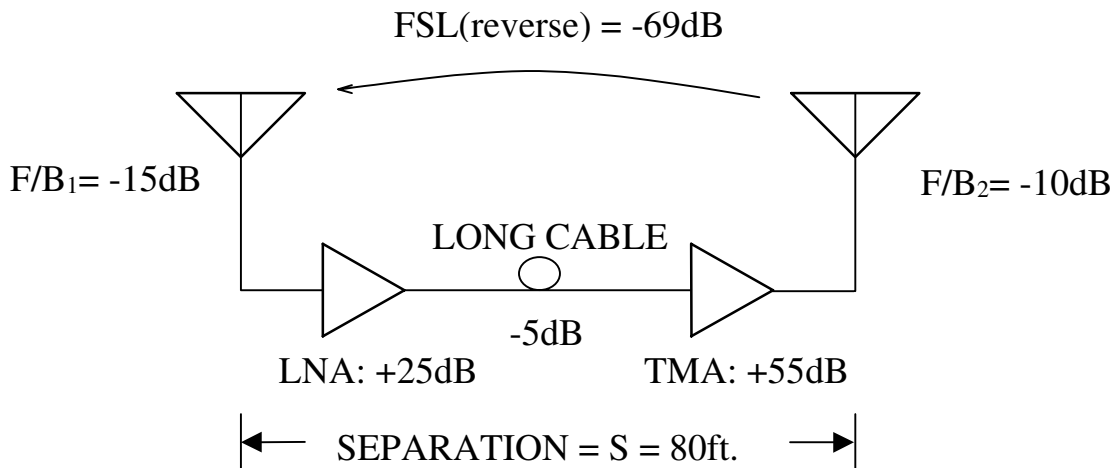 FSL(reverse) = -69dB
F/B1= -15dB
F/B2= -10dB
LONG CABLE
-5dB
LNA: +25dB
TMA: +55dB
SEPARATION = S = 80ft.